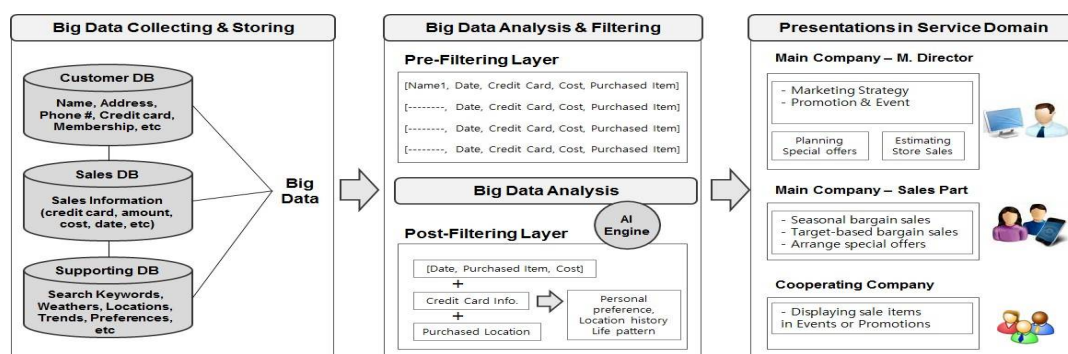 Big Data Collecting & Storing
Customer DB
Name, Address,
Phone #, Credit card,
Membership, etc
Sales DB
Sales Information
(credit card, amount,
cost, date, etc)
Supporting DB
Search Keywords,
Weathers, Locations,
Trends, Preferences,
etc
Big
Data
Big Data Analysis & Filtering
Pre-Filtering Layer
[Name1, Date, Credit Card, Cost, Purchased Item]
[--------, Date, Credit Card, Cost, Purchased Item]
[--------, Date, Credit Card, Cost, Purchased Item]
[--------, Date, Credit Card, Cost, Purchased Item]
Big Data Analysis
AI
Engine
Post-Filtering Layer
[Date, Purchased Item, Cost]
+
Credit Card Info.
+
Purchased Location
Personal
preference,
Location history
Life pattern
Presentations in Service Domain
Main Company – M. Director
- Marketing Strategy
- Promotion & Event
Planning
Special offers
Estimating
Store Sales
Main Company – Sales Part
- Seasonal bargain sales
- Target-based bargain sales
- Arrange special offers
Cooperating Company
- Displaying sale items
in Events or Promotions